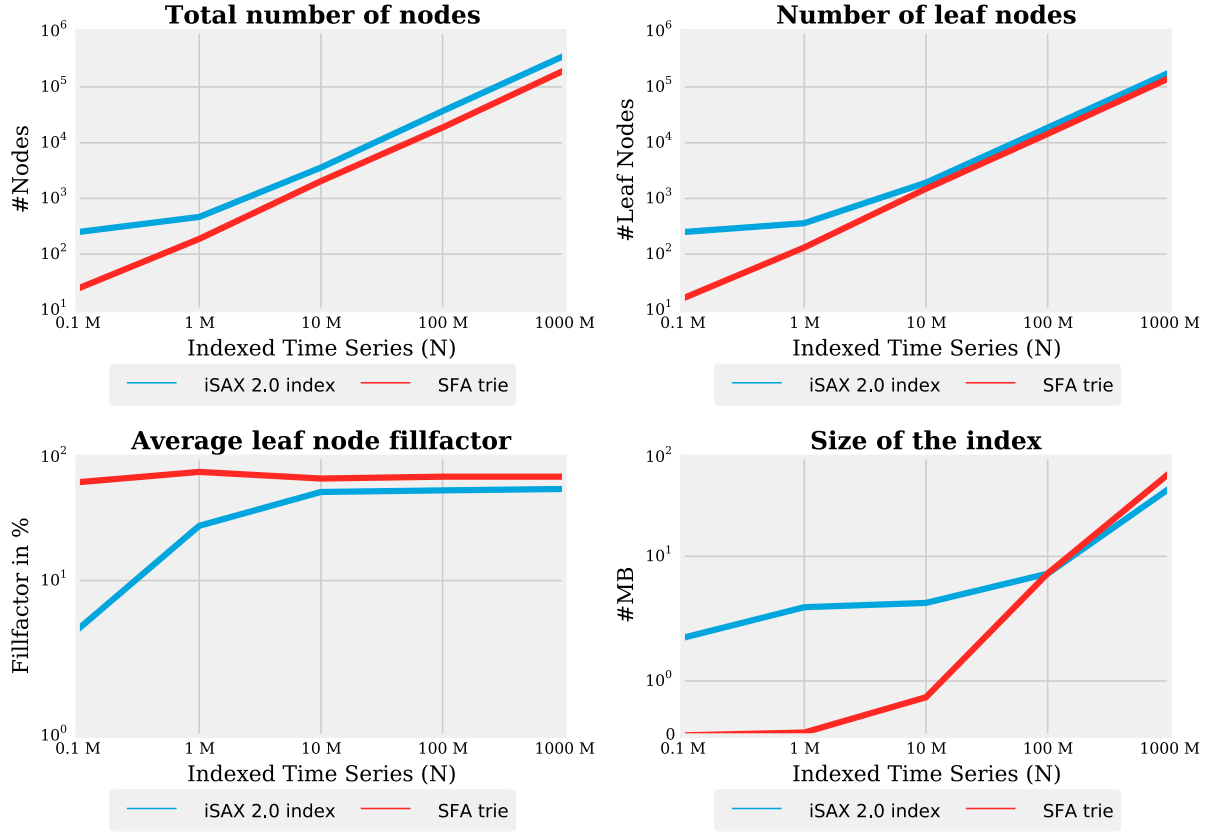 Total number of nodes
10^6
10^5
10^4
10^3
10^2
10^1
#Nodes
0.1 M 1 M 10 M 100 M 1000 M
Indexed Time Series (N)
iSAX 2.0 index SFA trie
Number of leaf nodes
10^6
10^5
10^4
10^3
10^2
10^1
#Leaf Nodes
0.1 M 1 M 10 M 100 M 1000 M
Indexed Time Series (N)
iSAX 2.0 index SFA trie
Average leaf node fillfactor
10^2
10^1
10^0
Fillfactor in %
0.1 M 1 M 10 M 100 M 1000 M
Indexed Time Series (N)
iSAX 2.0 index SFA trie
Size of the index
10^2
10^1
10^0
0
#MB
0.1 M 1 M 10 M 100 M 1000 M
Indexed Time Series (N)
iSAX 2.0 index SFA trie